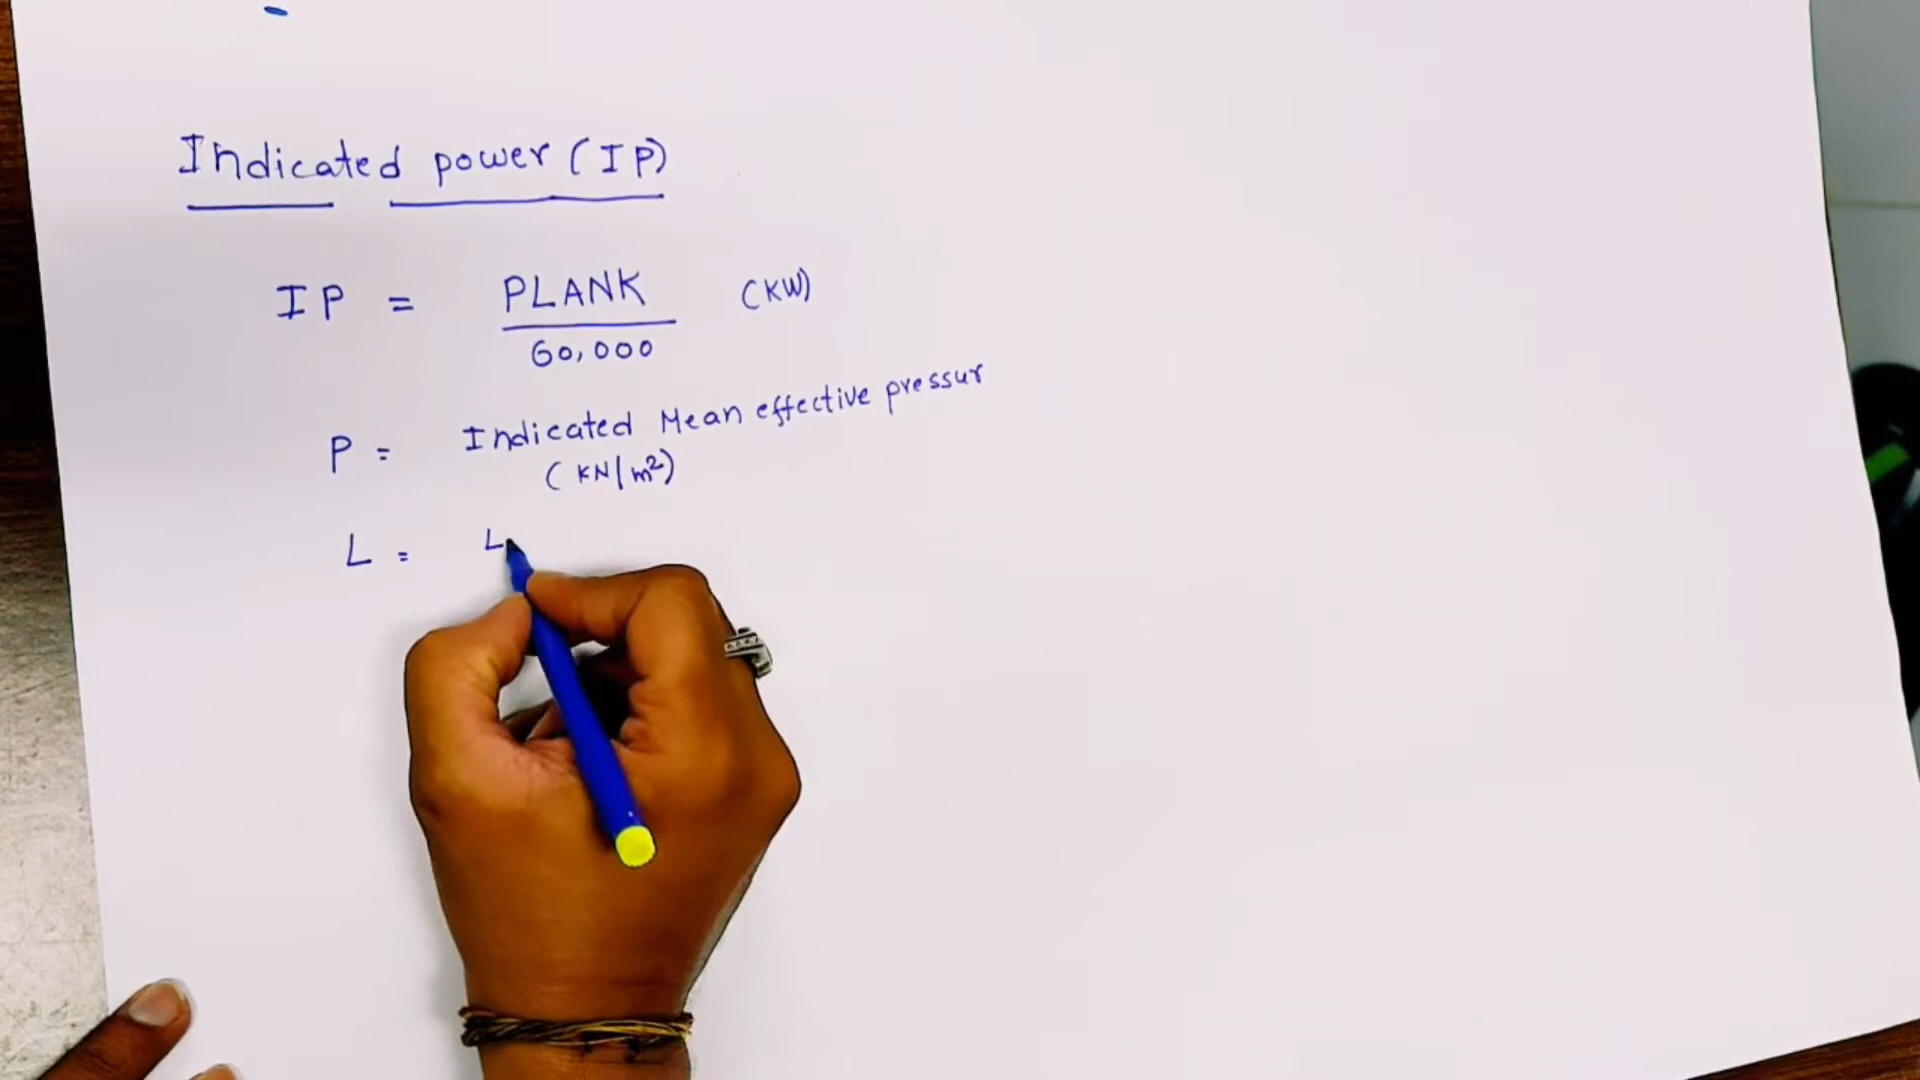 Indicated power (IP)
IP = PLANK (KW)
60,000
P = Indicated Mean effective pressur
(KN/m²)
L = L